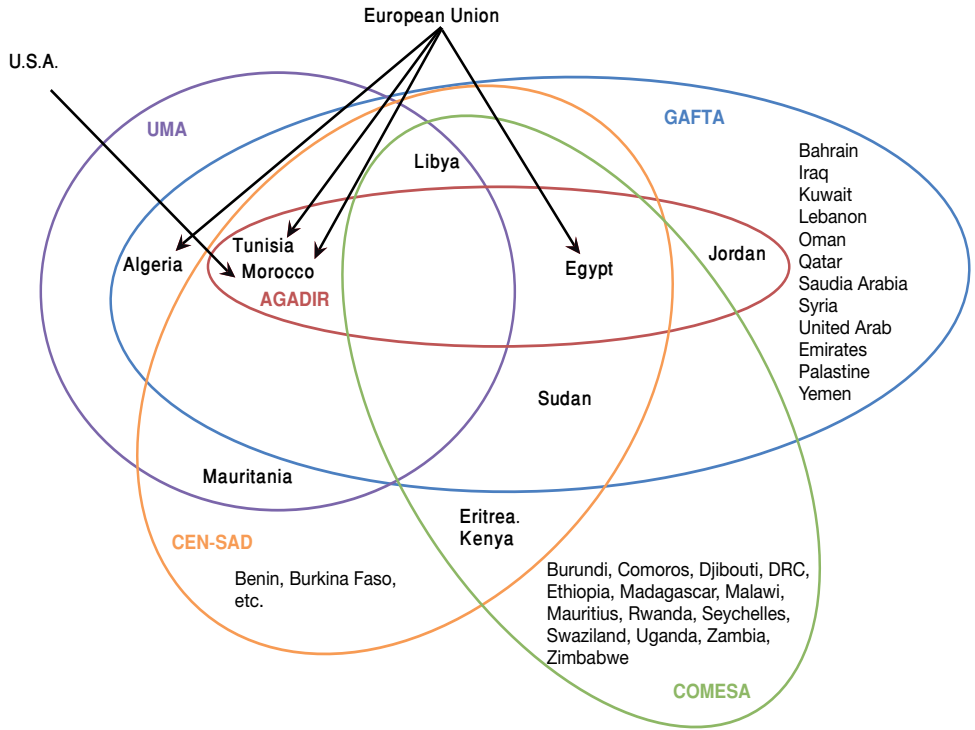 European Union
U.S.A.
UMA
GAFTA
Libya
Bahrain
Iraq
Kuwait
Lebanon
Oman
Qatar
Saudia Arabia
Syria
United Arab
Emirates
Palastine
Yemen
Tunisia
Algeria
Morocco
AGADIR
Egypt
Jordan
Sudan
Mauritania
Eritrea.
Kenya
CEN-SAD
Benin, Burkina Faso,
etc.
Burundi, Comoros, Djibouti, DRC,
Ethiopia, Madagascar, Malawi,
Mauritius, Rwanda, Seychelles,
Swaziland, Uganda, Zambia,
Zimbabwe
COMESA